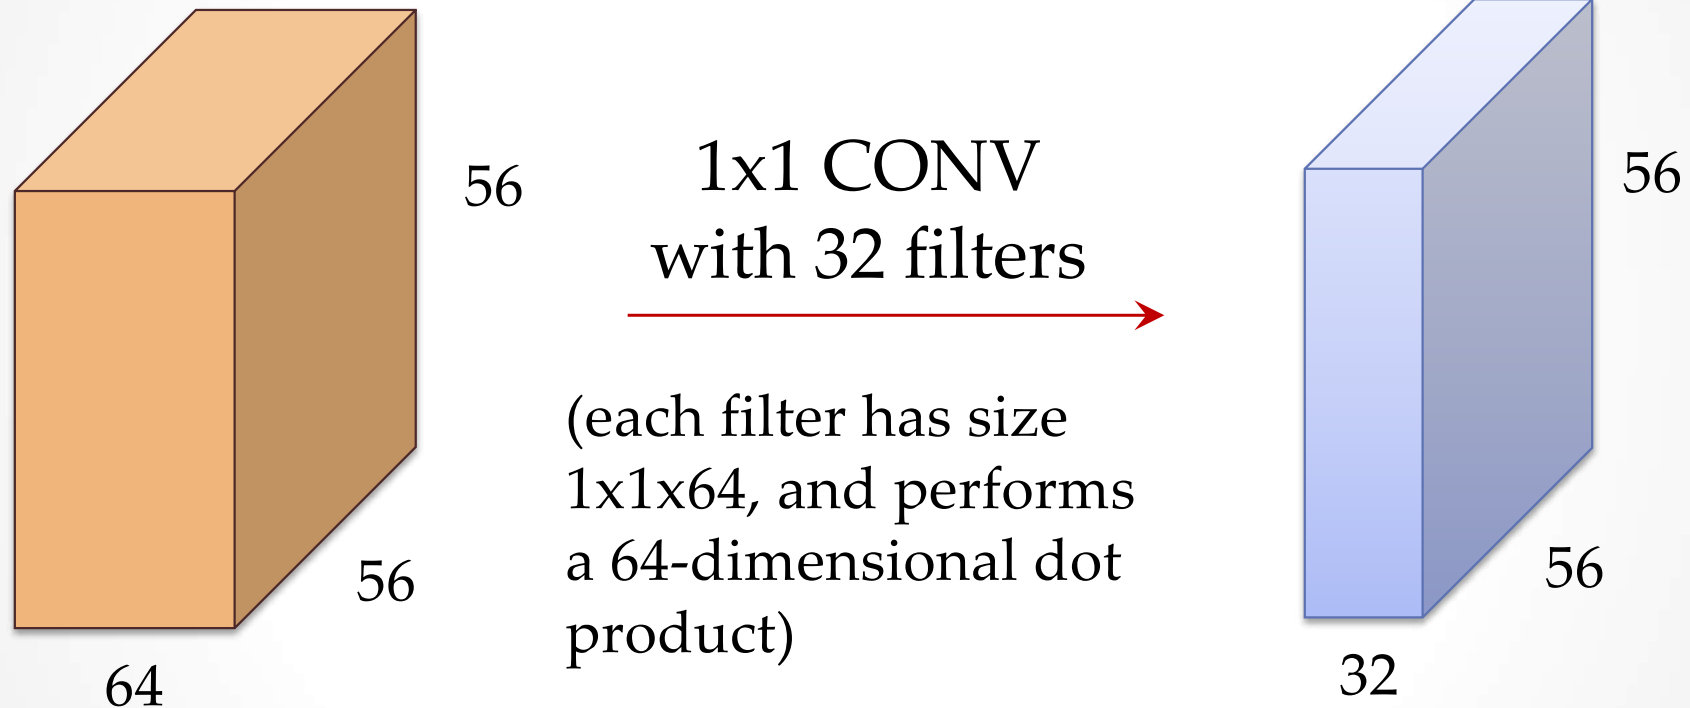 56
56
64
1x1 CONV
with 32 filters
(each filter has size
1x1x64, and performs
a 64-dimensional dot
product)
56
56
32